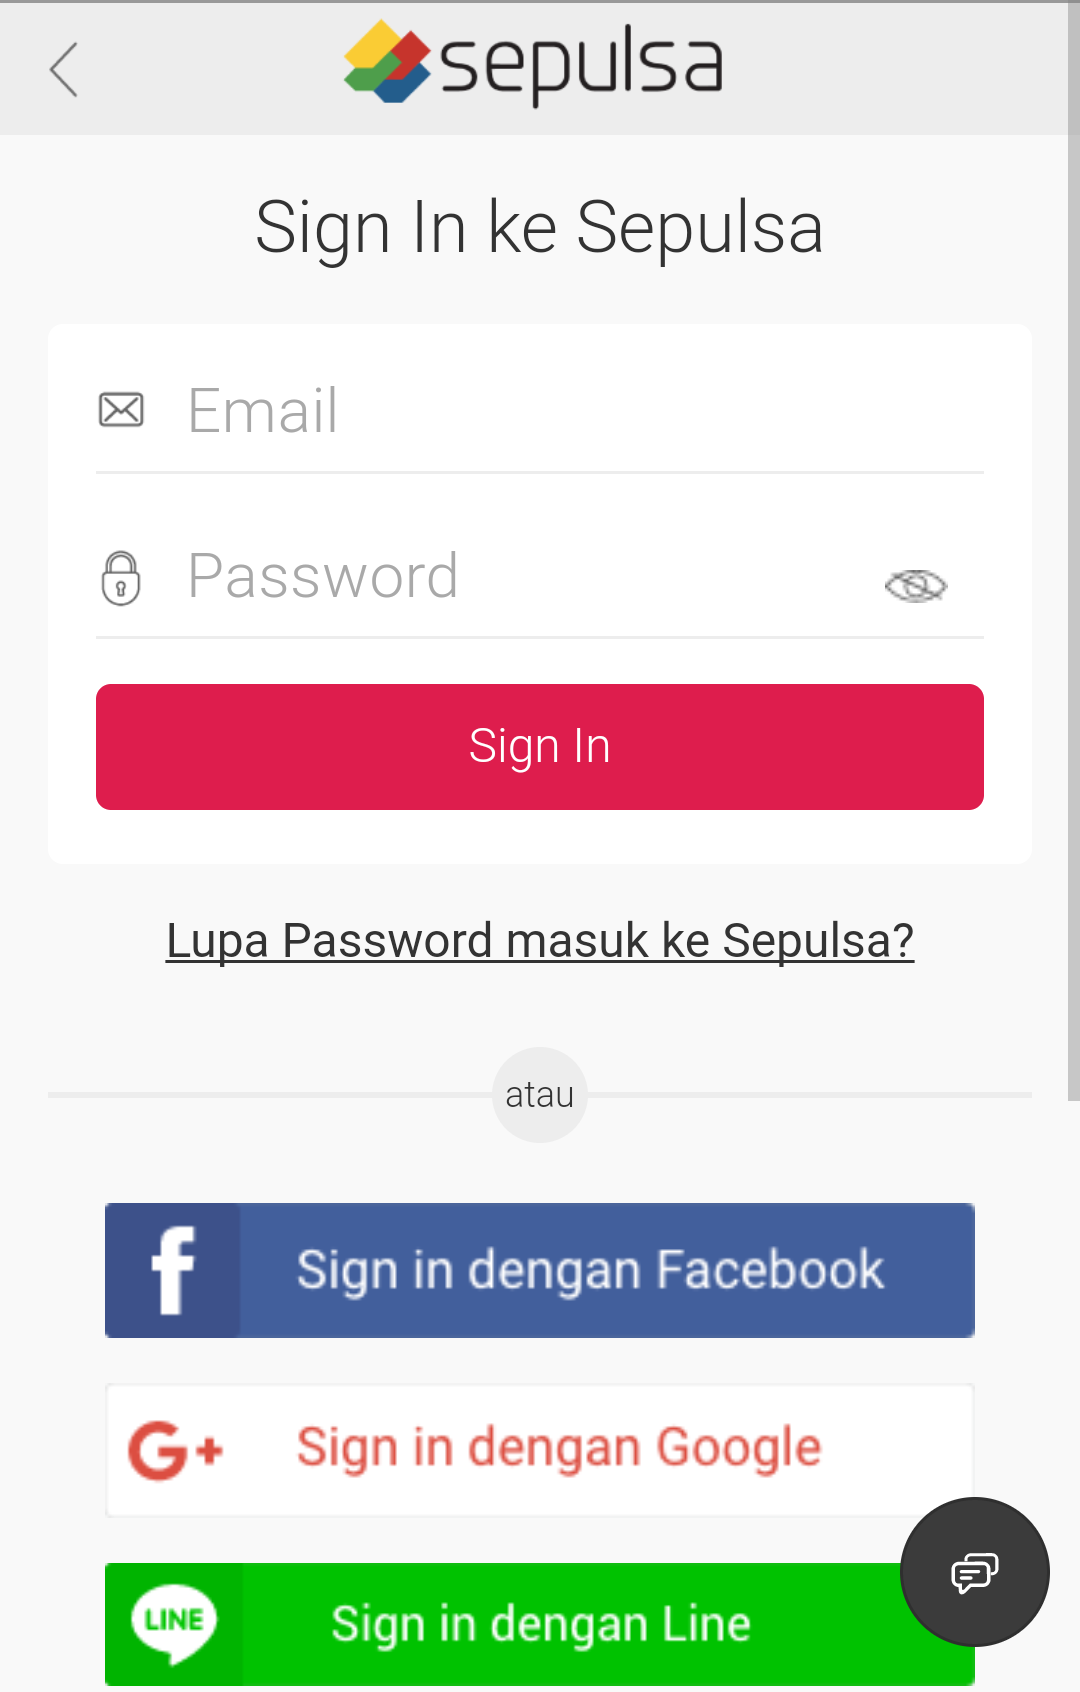 sepulsa
Sign In ke Sepulsa
Email
Password
Sign In
Lupa Password masuk ke Sepulsa?
atau
f Sign in dengan Facebook
G+ Sign in dengan Google
LINE Sign in dengan Line